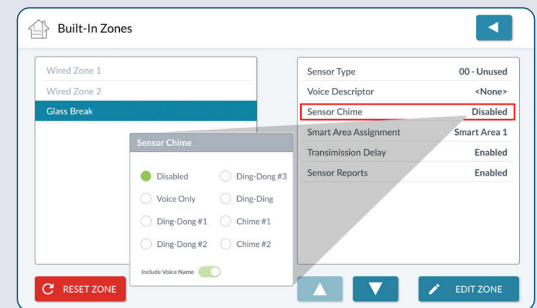 Built-In Zones
Wired Zone 1
Wired Zone 2
Glass Break
Sensor Type 00 - Unused
Voice Descriptor <None>
Sensor Chime Disabled
Smart Area Assignment Smart Area 1
Transimission Delay Enabled
Sensor Reports Enabled
Sensor Chime
Disabled Ding-Dong #3
Voice Only Ding-Ding
Ding-Dong #1 Chime #1
Ding-Dong #2 Chime #2
Include Voice Name
RESET ZONE
EDIT ZONE